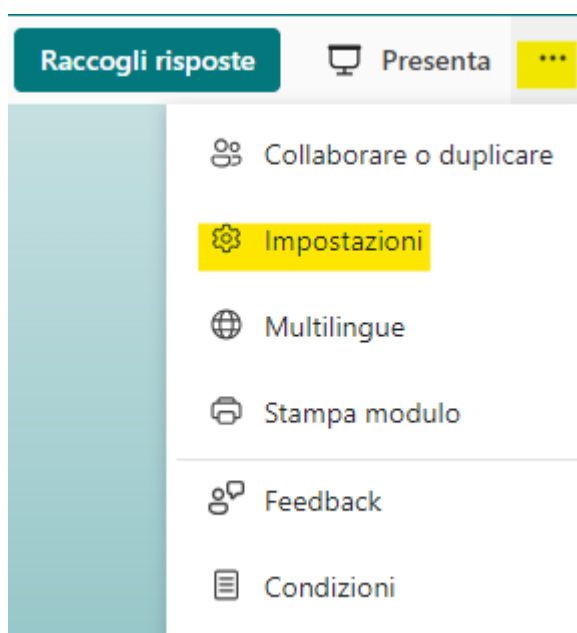 Raccogli risposte Presenta ...
Collaborare o duplicare
Impostazioni
Multilingue
Stampa modulo
Feedback
Condizioni